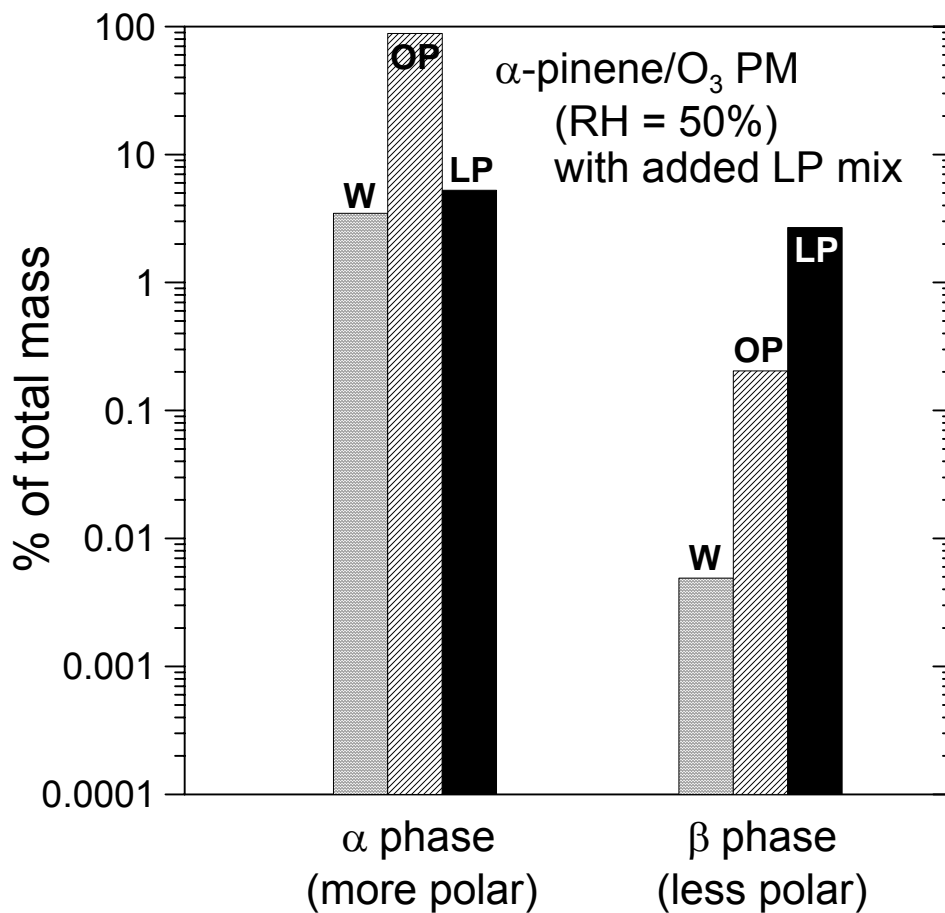 % of total mass
100
10
1
0.1
0.01
0.001
0.0001
α-pinene/O₃ PM
(RH = 50%)
with added LP mix
W
OP
LP
W
OP
LP
α phase
(more polar)
β phase
(less polar)